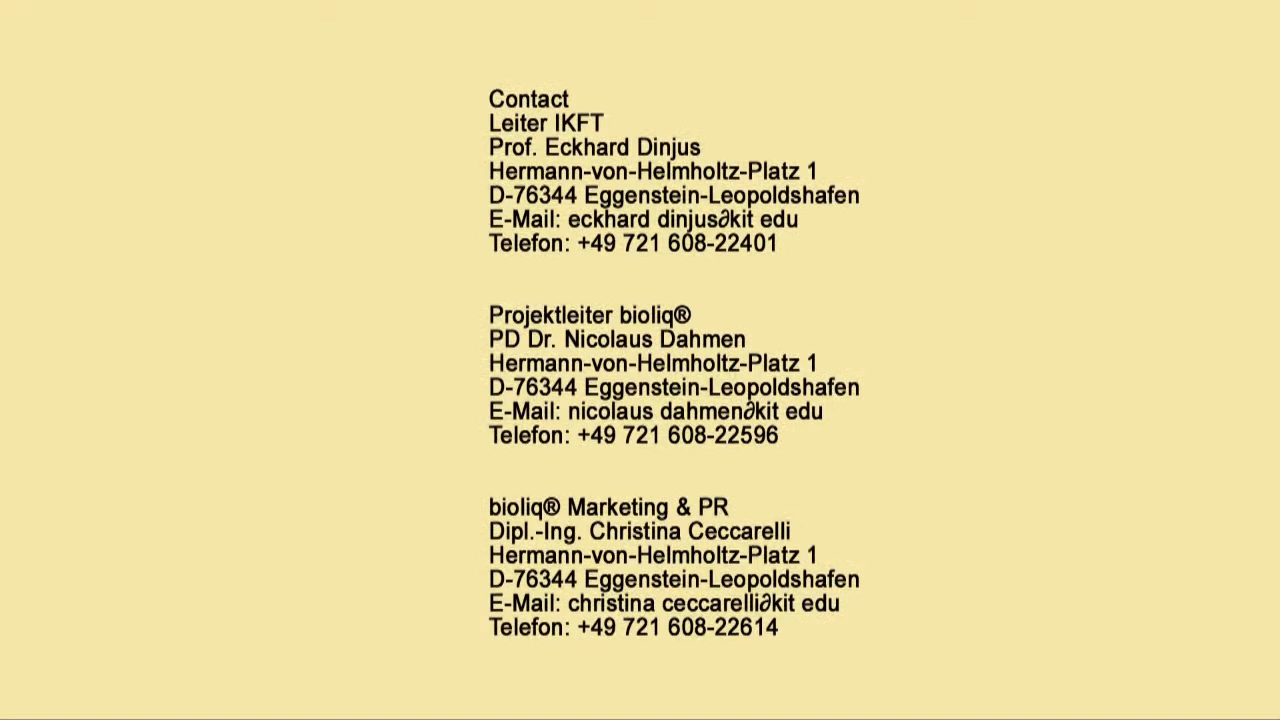 Contact
Leiter IKFT
Prof. Eckhard Dinjus
Hermann-von-Helmholtz-Platz 1
D-76344 Eggenstein-Leopoldshafen
E-Mail: eckhard dinjus∂kit edu
Telefon: +49 721 608-22401
Projektleiter bioliq®
PD Dr. Nicolaus Dahmen
Hermann-von-Helmholtz-Platz 1
D-76344 Eggenstein-Leopoldshafen
E-Mail: nicolaus dahmen∂kit edu
Telefon: +49 721 608-22596
bioliq® Marketing & PR
Dipl.-Ing. Christina Ceccarelli
Hermann-von-Helmholtz-Platz 1
D-76344 Eggenstein-Leopoldshafen
E-Mail: christina ceccarelli∂kit edu
Telefon: +49 721 608-22614